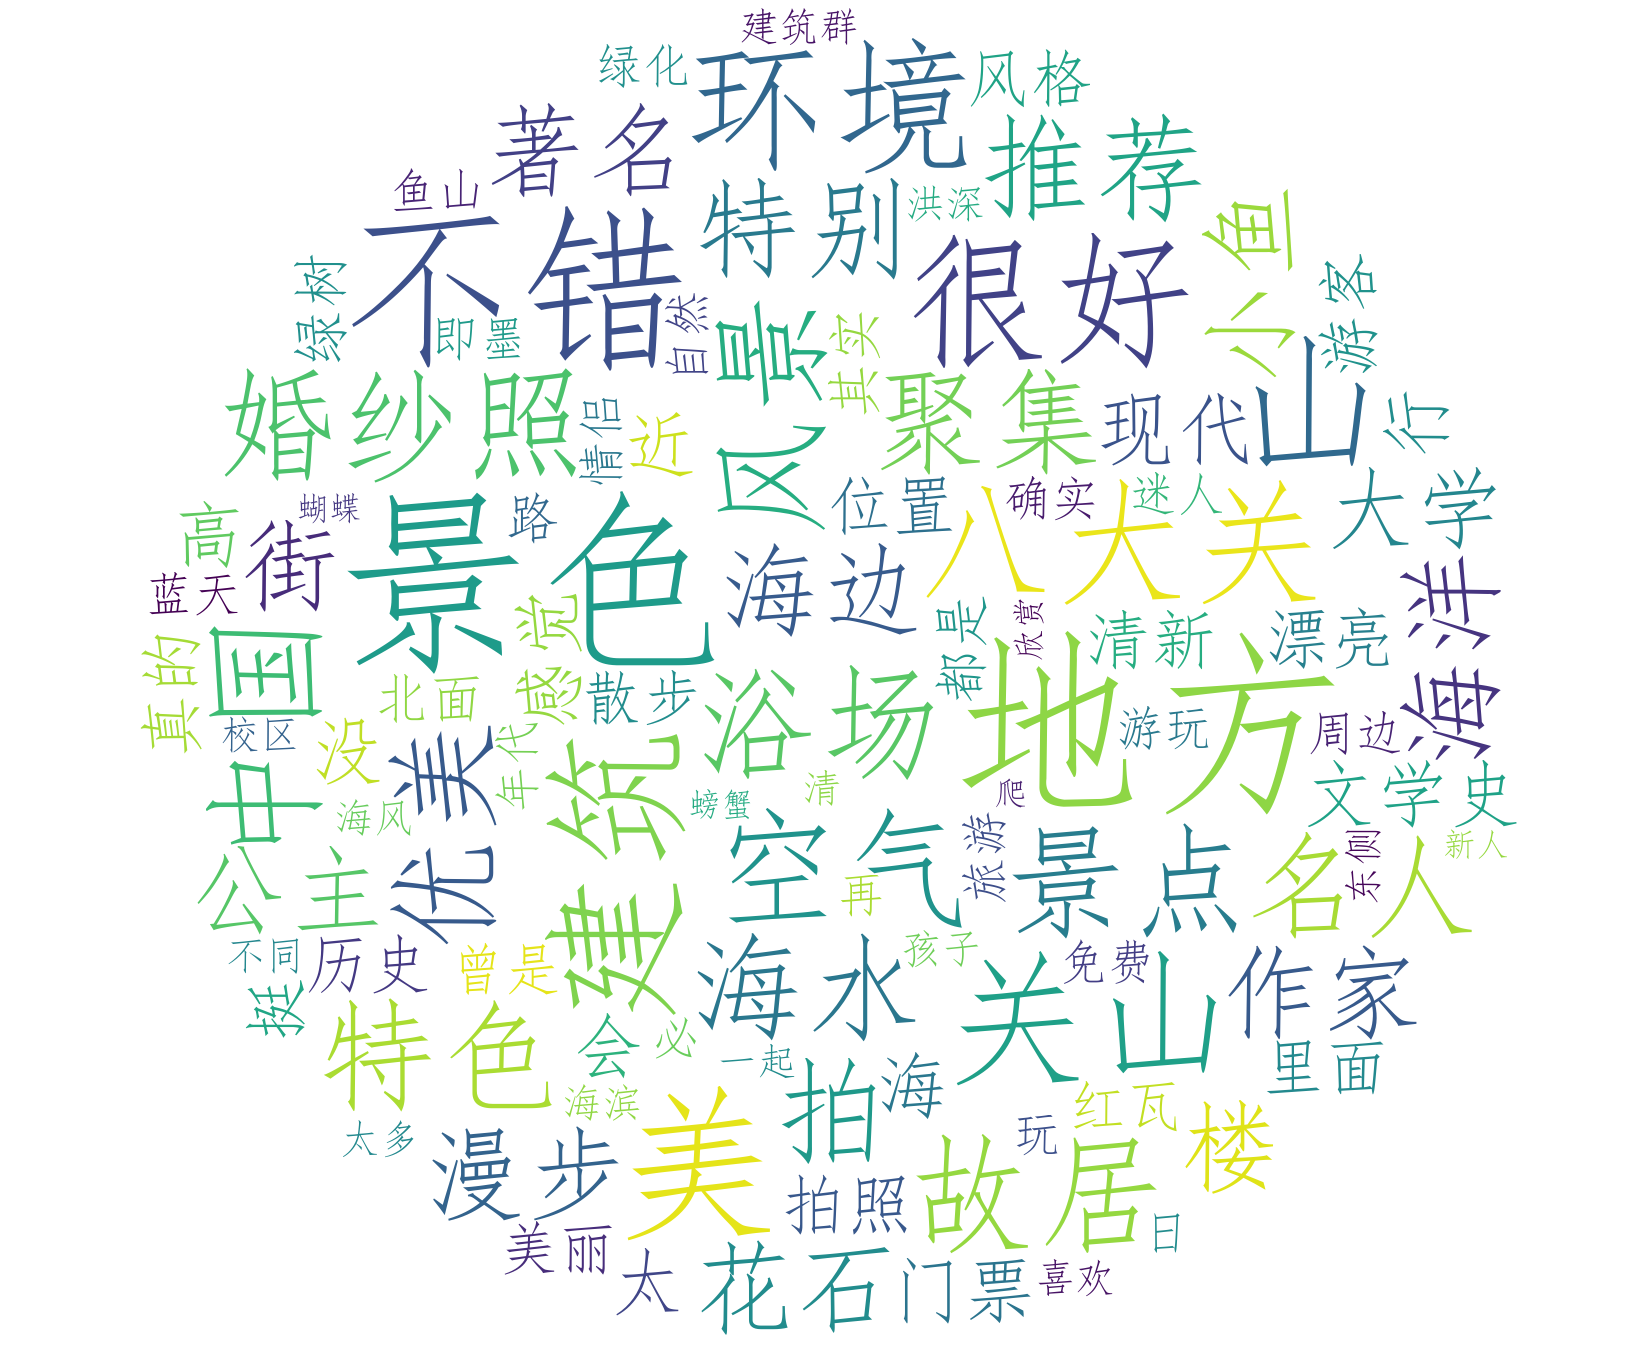 建筑群
绿化
环境
风格
著名
推荐
鱼山
特别
洪深
不错
很好
小鱼
绿树
即墨
自然
风景
其实
游客
婚纱照
情侣
近
聚集
现代
山
行
高
蝴蝶
街
景色
路
位置
八大关
确实
迷人
大学
蓝天
海边
海洋
真的
中国
感觉
散步
都是
欣赏
清新
漂亮
北面
校区
没
优美
年代
建筑
浴场
地方
游玩
周边
海风
螃蟹
清
爬
文学史
公主
空气
再
旅游
景点
名人
东侧
新人
不同
历史
曾是
挺
海水
孩子
免费
关山
作家
特色
会
必
一起
里面
海滨
太多
拍
海
漫步
美
玩
红瓦
楼
拍照
故居
美丽
太
花石
门票
喜欢
日